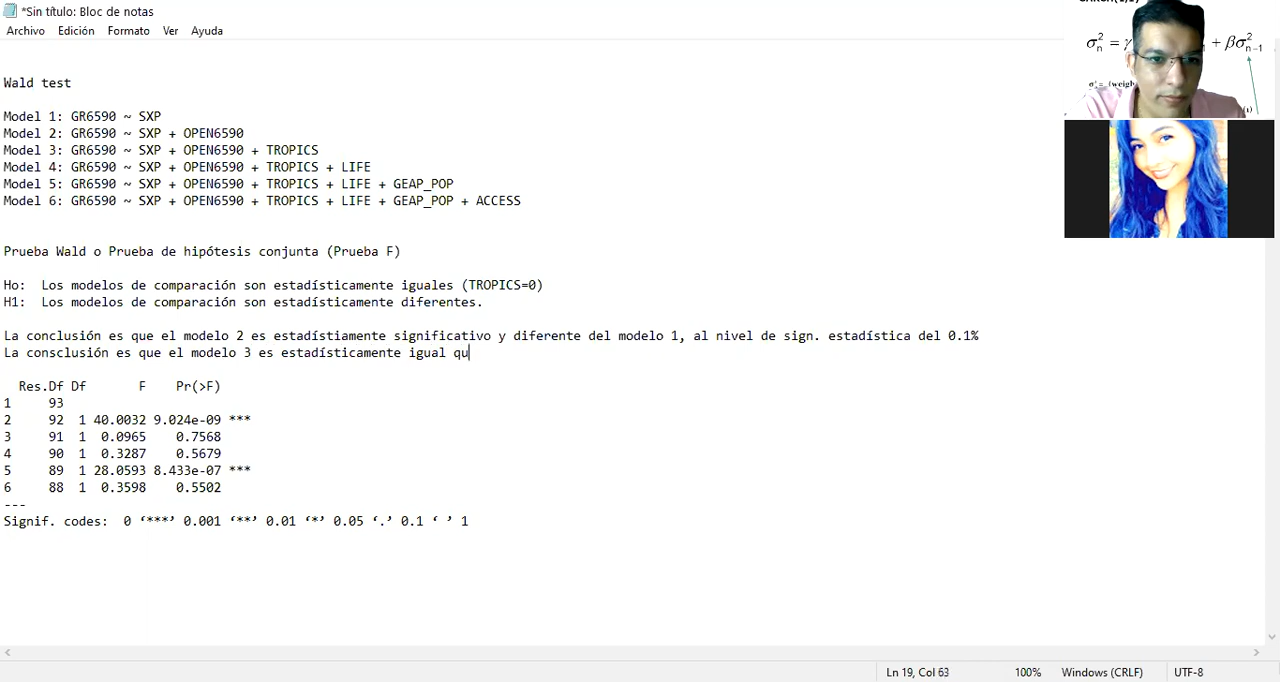 *Sin título: Bloc de notas
Archivo Edición Formato Ver Ayuda
Wald test
Model 1: GR6590 ~ SXP
Model 2: GR6590 ~ SXP + OPEN6590
Model 3: GR6590 ~ SXP + OPEN6590 + TROPICS
Model 4: GR6590 ~ SXP + OPEN6590 + TROPICS + LIFE
Model 5: GR6590 ~ SXP + OPEN6590 + TROPICS + LIFE + GEAP_POP
Model 6: GR6590 ~ SXP + OPEN6590 + TROPICS + LIFE + GEAP_POP + ACCESS
Prueba Wald o Prueba de hipótesis conjunta (Prueba F)
Ho:  Los modelos de comparación son estadísticamente iguales (TROPICS=0)
H1:  Los modelos de comparación son estadísticamente diferentes.
La conclusión es que el modelo 2 es estadístiamente significativo y diferente del modelo 1, al nivel de sign. estadística del 0.1%
La consclusión es que el modelo 3 es estadísticamente igual qu
Res.Df Df F Pr(>F)
1 93
2 92 1 40.0032 9.024e-09 ***
3 91 1 0.0965 0.7568
4 90 1 0.3287 0.5679
5 89 1 28.0593 8.433e-07 ***
6 88 1 0.3598 0.5502
---
Signif. codes:  0 ‘***’ 0.001 ‘**’ 0.01 ‘*’ 0.05 ‘.’ 0.1 ‘ ’ 1
σ²n = γ + βσ²n−1
Ln 19, Col 63 100% Windows (CRLF) UTF-8